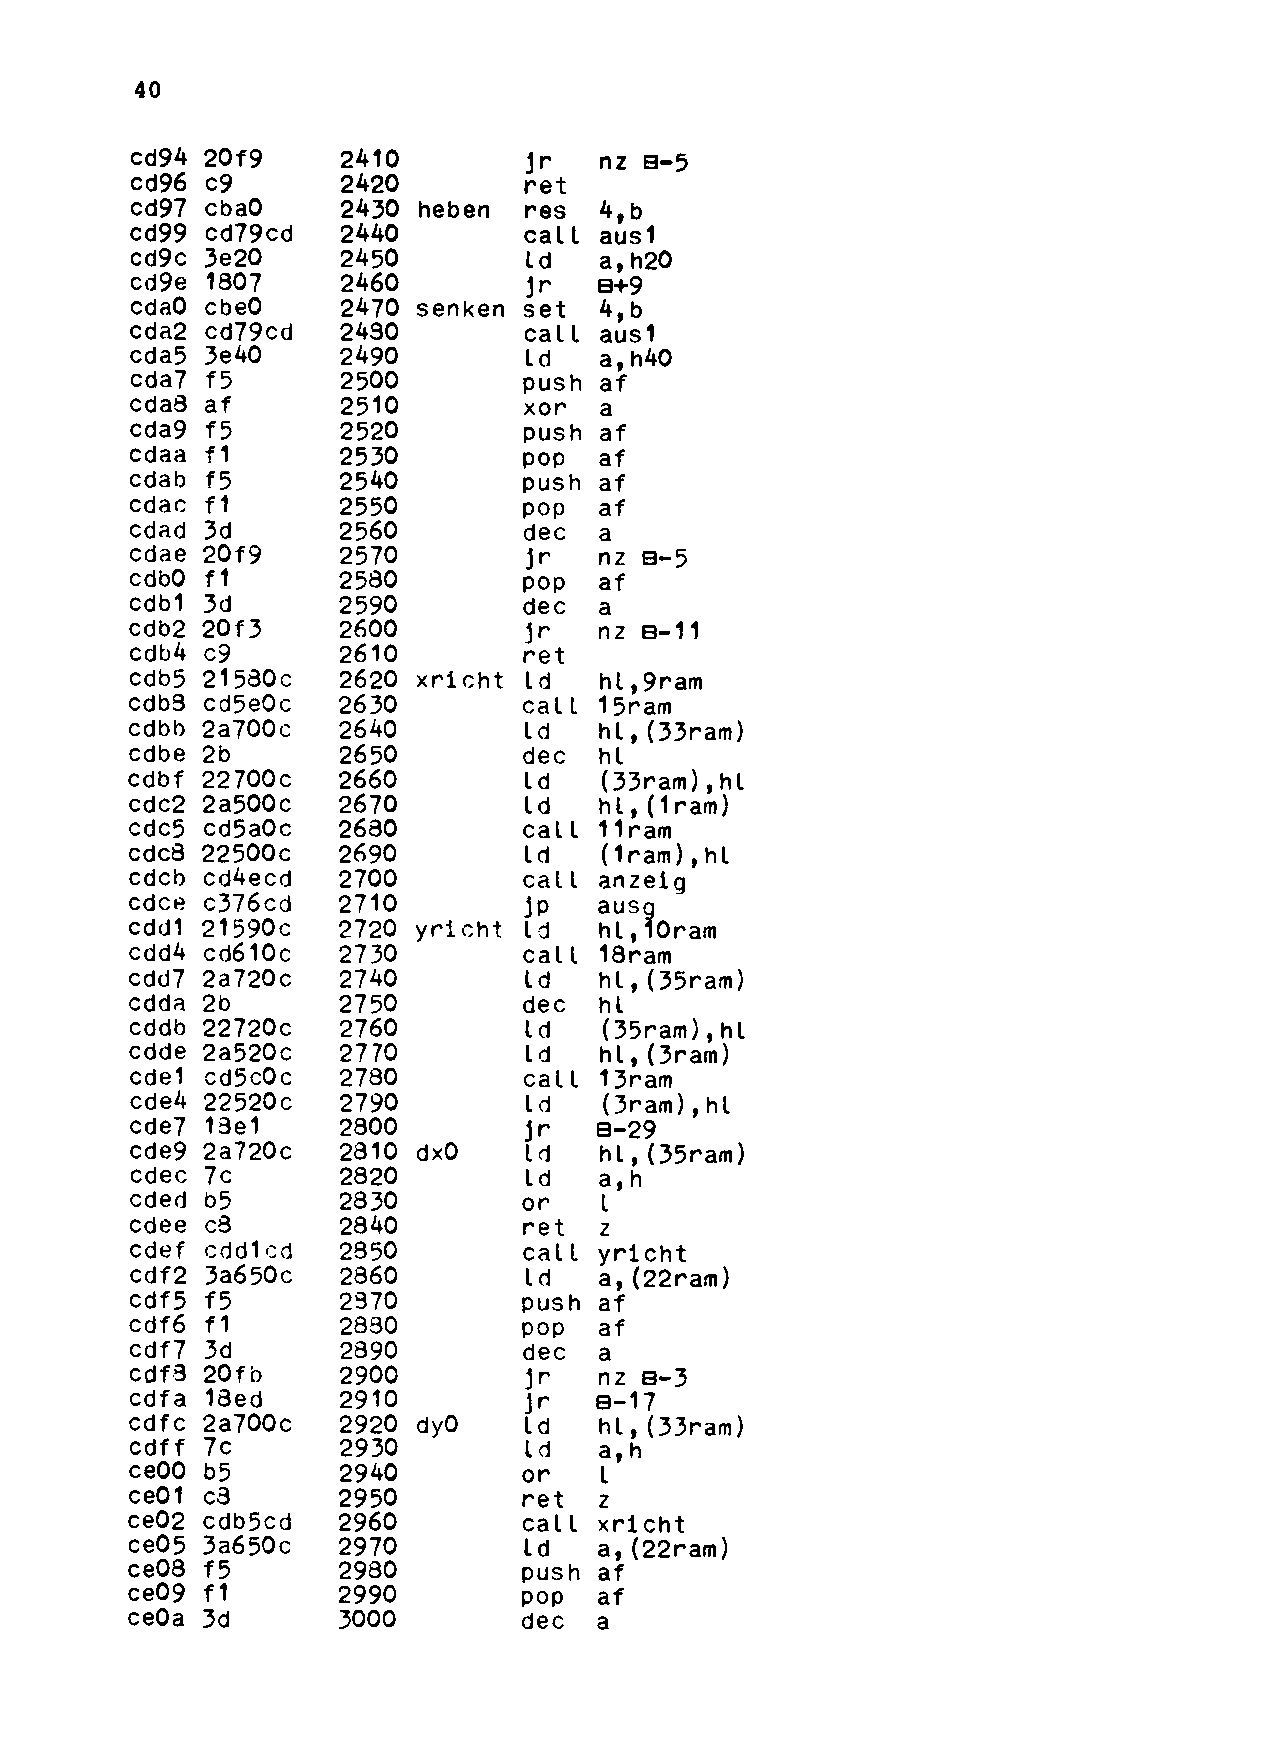 40
cd94 20f9 2410 jr nz ⊟-5
cd96 c9 2420 ret
cd97 cba0 2430 heben res 4,b
cd99 cd79cd 2440 call aus1
cd9c 3e20 2450 ld a,h20
cd9e 1807 2460 jr ⊟+9
cda0 cbe0 2470 senken set 4,b
cda2 cd79cd 2480 call aus1
cda5 3e40 2490 ld a,h40
cda7 f5 2500 push af
cda8 af 2510 xor a
cda9 f5 2520 push af
cdaa f1 2530 pop af
cdab f5 2540 push af
cdac f1 2550 pop af
cdad 3d 2560 dec a
cdae 20f9 2570 jr nz ⊟-5
cdb0 f1 2580 pop af
cdb1 3d 2590 dec a
cdb2 20f3 2600 jr nz ⊟-11
cdb4 c9 2610 ret
cdb5 21580c 2620 xricht ld hl,9ram
cdb8 cd5e0c 2630 call 15ram
cdbb 2a700c 2640 ld hl,(33ram)
cdbe 2b 2650 dec hl
cdbf 22700c 2660 ld (33ram),hl
cdc2 2a500c 2670 ld hl,(1ram)
cdc5 cd5a0c 2680 call 11ram
cdc8 22500c 2690 ld (1ram),hl
cdcb cd4ecd 2700 call anzeig
cdce c376cd 2710 jp ausg
cdd1 21590c 2720 yricht ld hl,10ram
cdd4 cd610c 2730 call 18ram
cdd7 2a720c 2740 ld hl,(35ram)
cdda 2b 2750 dec hl
cddb 22720c 2760 ld (35ram),hl
cdde 2a520c 2770 ld hl,(3ram)
cde1 cd5c0c 2780 call 13ram
cde4 22520c 2790 ld (3ram),hl
cde7 18e1 2800 jr ⊟-29
cde9 2a720c 2810 dx0 ld hl,(35ram)
cdec 7c 2820 ld a,h
cded b5 2830 or l
cdee c8 2840 ret z
cdef cdd1cd 2850 call yricht
cdf2 3a650c 2860 ld a,(22ram)
cdf5 f5 2870 push af
cdf6 f1 2880 pop af
cdf7 3d 2890 dec a
cdf8 20fb 2900 jr nz ⊟-3
cdfa 18ed 2910 jr ⊟-17
cdfc 2a700c 2920 dy0 ld hl,(33ram)
cdff 7c 2930 ld a,h
ce00 b5 2940 or l
ce01 c8 2950 ret z
ce02 cdb5cd 2960 call xricht
ce05 3a650c 2970 ld a,(22ram)
ce08 f5 2980 push af
ce09 f1 2990 pop af
ce0a 3d 3000 dec a